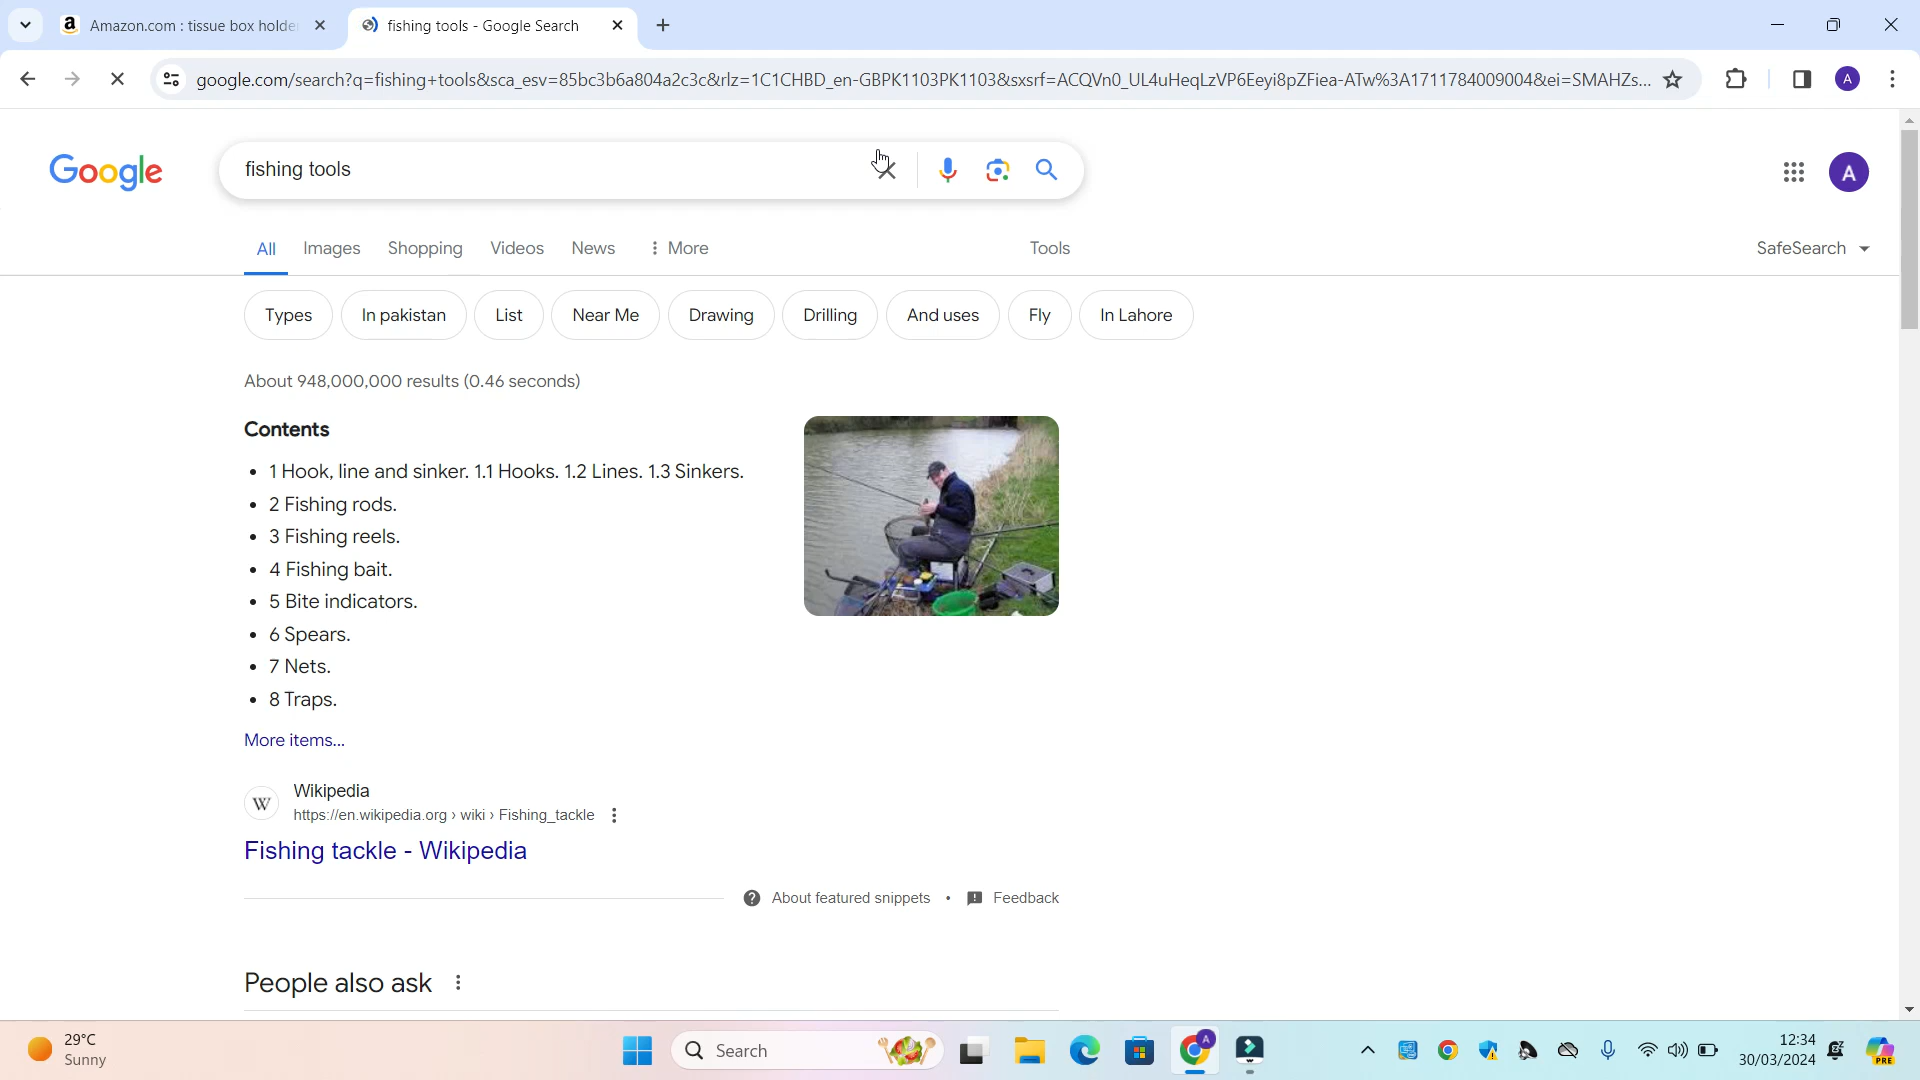 Amazon.com : tissue box holde
fishing tools - Google Search
google.com/search?q=fishing+tools&sca_esv=85bc3b6a804a2c3c&rlz=1C1CHBD_en-GBPK1103PK1103&sxsrf=ACQVn0_UL4uHeqLzVP6Eeyi8pZFiea-ATw%3A1711784009004&ei=SMAHZs...
A
Google
fishing tools
A
All Images Shopping Videos News More Tools SafeSearch
Types In pakistan List Near Me Drawing Drilling And uses Fly In Lahore
About 948,000,000 results (0.46 seconds)
Contents
• 1 Hook, line and sinker. 1.1 Hooks. 1.2 Lines. 1.3 Sinkers.
• 2 Fishing rods.
• 3 Fishing reels.
• 4 Fishing bait.
• 5 Bite indicators.
• 6 Spears.
• 7 Nets.
• 8 Traps.
More items...
W
Wikipedia
https://en.wikipedia.org › wiki › Fishing_tackle
Fishing tackle - Wikipedia
About featured snippets • Feedback
People also ask
29°C
Sunny
Search
A
12:34
30/03/2024
PRE